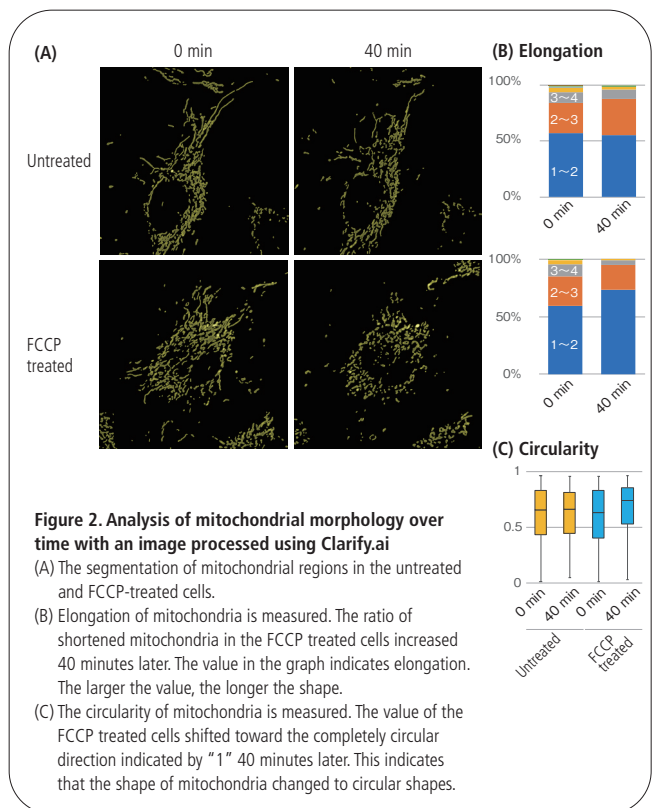 (A)
0 min
40 min
Untreated
FCCP
treated
(B) Elongation
100%
50%
0%
3～4
2～3
1～2
0 min
40 min
100%
50%
0%
3～4
2～3
1～2
0 min
40 min
(C) Circularity
1
0.5
0
0 min
40 min
0 min
40 min
Untreated
FCCP
treated
Figure 2. Analysis of mitochondrial morphology over
time with an image processed using Clarify.ai
(A) The segmentation of mitochondrial regions in the untreated
and FCCP-treated cells.
(B) Elongation of mitochondria is measured. The ratio of
shortened mitochondria in the FCCP treated cells increased
40 minutes later. The value in the graph indicates elongation.
The larger the value, the longer the shape.
(C) The circularity of mitochondria is measured. The value of the
FCCP treated cells shifted toward the completely circular
direction indicated by “1” 40 minutes later. This indicates
that the shape of mitochondria changed to circular shapes.